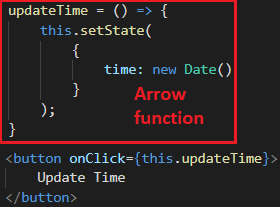 updateTime = () => {
this.setState(
{
time: new Date()
}
);
}
Arrow
function
<button onClick={this.updateTime}>
Update Time
</button>